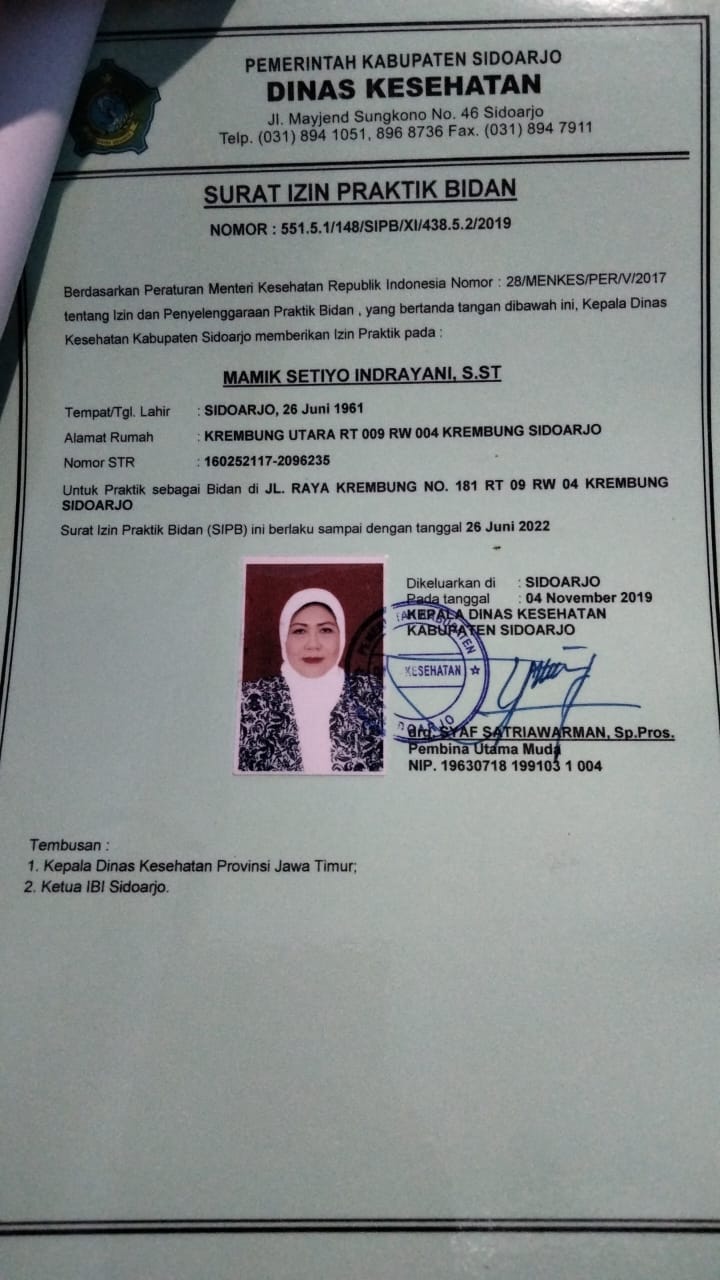 PEMERINTAH KABUPATEN SIDOARJO
DINAS KESEHATAN
Jl. Mayjend Sungkono No. 46 Sidoarjo
Telp. (031) 894 1051, 896 8736 Fax. (031) 894 7911
SURAT IZIN PRAKTIK BIDAN
NOMOR : 551.5.1/148/SIPB/XI/438.5.2/2019
Berdasarkan Peraturan Menteri Kesehatan Republik Indonesia Nomor : 28/MENKES/PER/V/2017
tentang Izin dan Penyelenggaraan Praktik Bidan , yang bertanda tangan dibawah ini, Kepala Dinas
Kesehatan Kabupaten Sidoarjo memberikan Izin Praktik pada :
MAMIK SETIYO INDRAYANI, S.ST
Tempat/Tgl. Lahir : SIDOARJO, 26 Juni 1961
Alamat Rumah : KREMBUNG UTARA RT 009 RW 004 KREMBUNG SIDOARJO
Nomor STR : 160252117-2096235
Untuk Praktik sebagai Bidan di JL. RAYA KREMBUNG NO. 181 RT 09 RW 04 KREMBUNG
SIDOARJO
Surat Izin Praktik Bidan (SIPB) ini berlaku sampai dengan tanggal 26 Juni 2022
Dikeluarkan di : SIDOARJO
Pada tanggal : 04 November 2019
KEPALA DINAS KESEHATAN
KABUPATEN SIDOARJO
KESEHATAN
drg. SYAF SATRIAWARMAN, Sp.Pros.
Pembina Utama Muda
NIP. 19630718 199103 1 004
Tembusan :
1. Kepala Dinas Kesehatan Provinsi Jawa Timur;
2. Ketua IBI Sidoarjo.